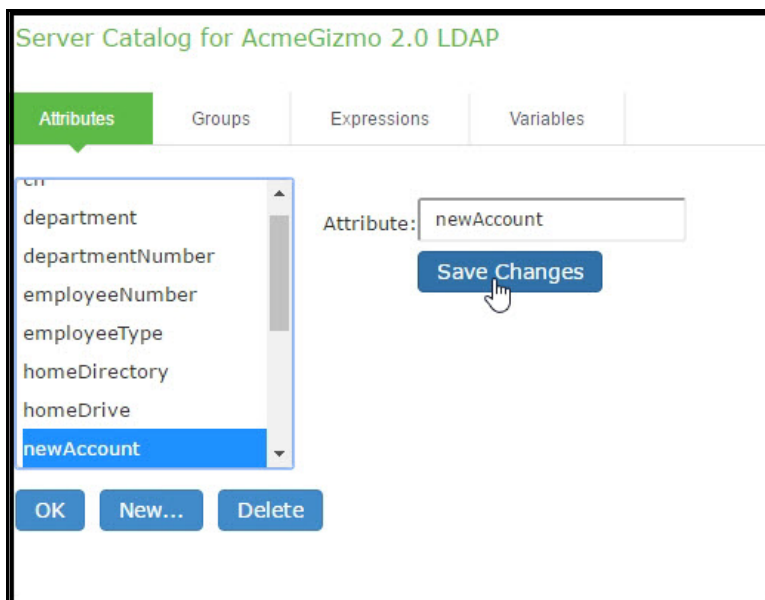 Server Catalog for AcmeGizmo 2.0 LDAP
Attributes Groups Expressions Variables
cn
department
departmentNumber
employeeNumber
employeeType
homeDirectory
homeDrive
newAccount
Attribute: newAccount
Save Changes
OK New... Delete